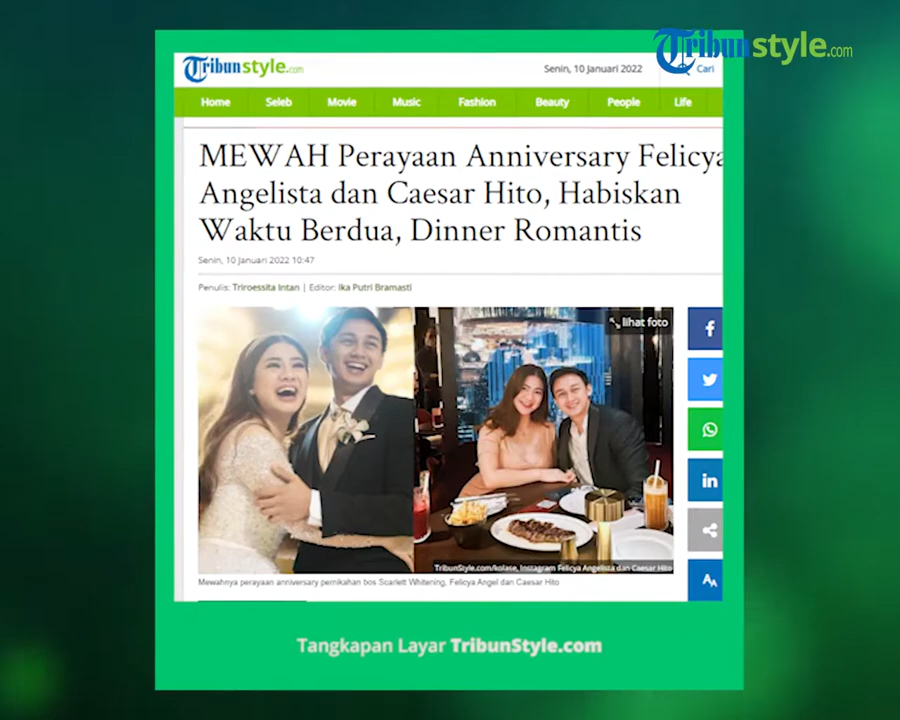 Tribunstyle.com
Tribunstyle.com
Senin, 10 Januari 2022
Cari
Home Seleb Movie Music Fashion Beauty People Life
MEWAH Perayaan Anniversary Felicya
Angelista dan Caesar Hito, Habiskan
Waktu Berdua, Dinner Romantis
Senin, 10 Januari 2022 10:47
Penulis: Triroessita Intan | Editor: Ika Putri Bramasti
lihat foto
TribunStyle.com/kolase, Instagram Felicya Angelista dan Caesar Hito
Mewahnya perayaan anniversary pernikahan bos Scarlett Whitening, Felicya Angel dan Caesar Hito
AA
Tangkapan Layar TribunStyle.com